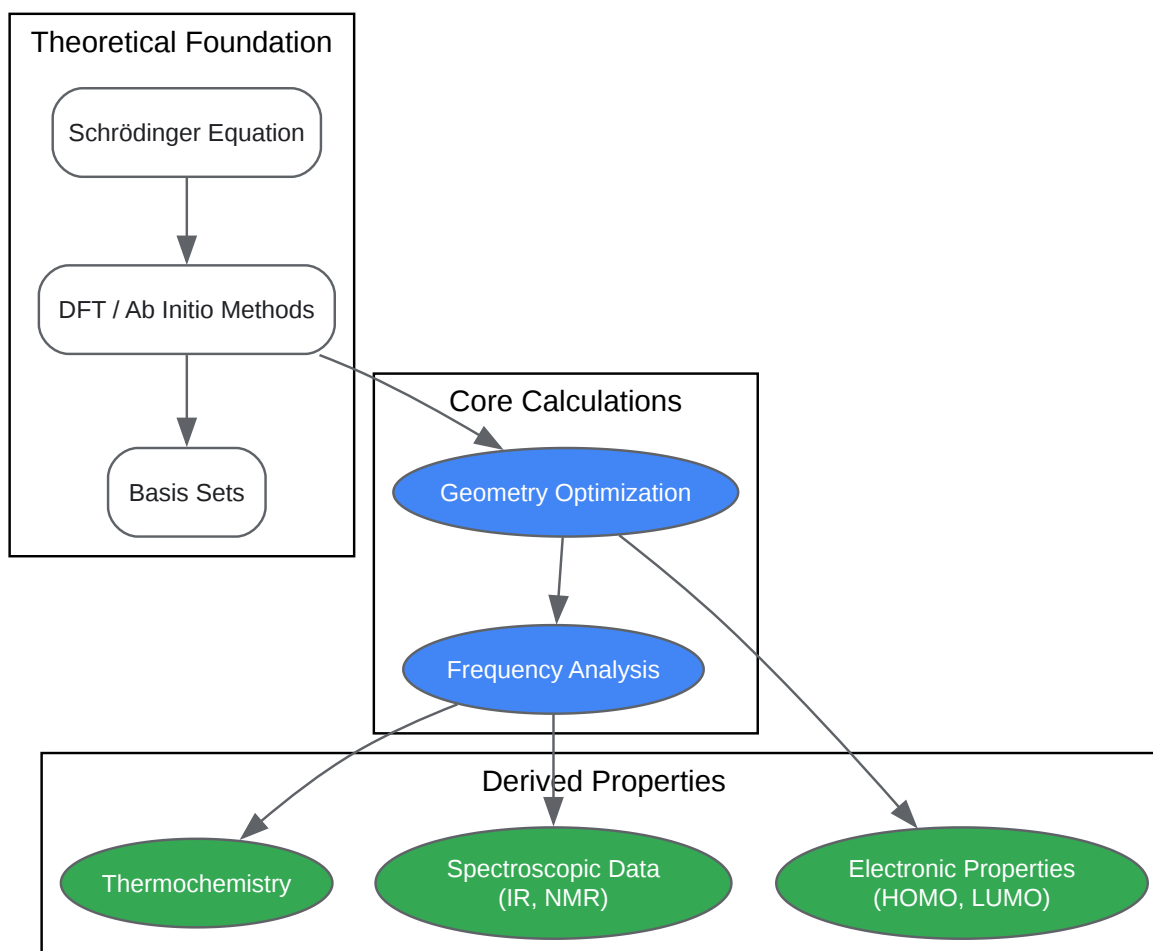 Theoretical Foundation
Schrödinger Equation
DFT / Ab Initio Methods
Basis Sets
Core Calculations
Geometry Optimization
Frequency Analysis
Derived Properties
Thermochemistry
Spectroscopic Data
(IR, NMR)
Electronic Properties
(HOMO, LUMO)